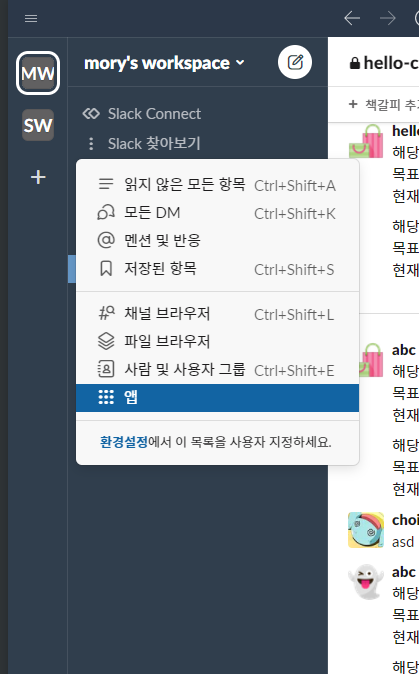 MW
mory's workspace
hello-c
SW
Slack Connect
Slack 찾아보기
+ 책갈피 추가
읽지 않은 모든 항목 Ctrl+Shift+A
모든 DM Ctrl+Shift+K
멘션 및 반응
저장된 항목 Ctrl+Shift+S
채널 브라우저 Ctrl+Shift+L
파일 브라우저
사람 및 사용자 그룹 Ctrl+Shift+E
앱
환경설정에서 이 목록을 사용자 지정하세요.
hello
해당
목표
현재
해당
목표
현재
abc
해당
목표
현재
해당
목표
현재
choi
asd
abc
해당
목표
현재
해당